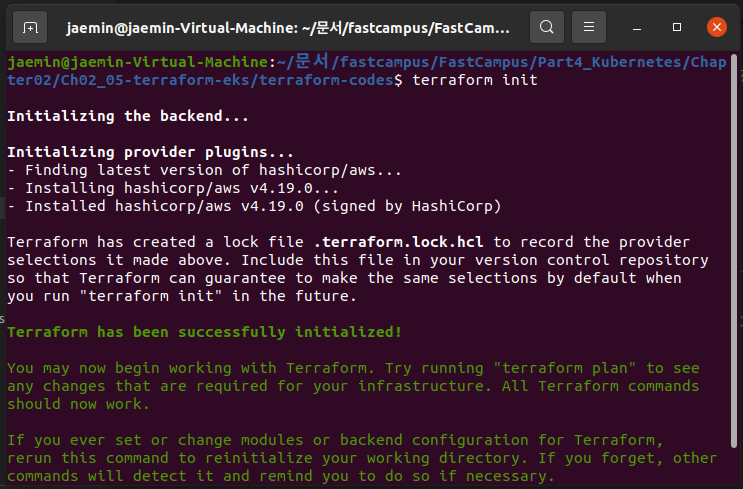 jaemin@jaemin-Virtual-Machine: ~/문서/fastcampus/FastCam...
jaemin@jaemin-Virtual-Machine:~/문서/fastcampus/FastCampus/Part4_Kubernetes/Chap
ter02/Ch02_05-terraform-eks/terraform-codes$ terraform init
Initializing the backend...
Initializing provider plugins...
- Finding latest version of hashicorp/aws...
- Installing hashicorp/aws v4.19.0...
- Installed hashicorp/aws v4.19.0 (signed by HashiCorp)
Terraform has created a lock file .terraform.lock.hcl to record the provider
selections it made above. Include this file in your version control repository
so that Terraform can guarantee to make the same selections by default when
you run "terraform init" in the future.
Terraform has been successfully initialized!
You may now begin working with Terraform. Try running "terraform plan" to see
any changes that are required for your infrastructure. All Terraform commands
should now work.
If you ever set or change modules or backend configuration for Terraform,
rerun this command to reinitialize your working directory. If you forget, other
commands will detect it and remind you to do so if necessary.